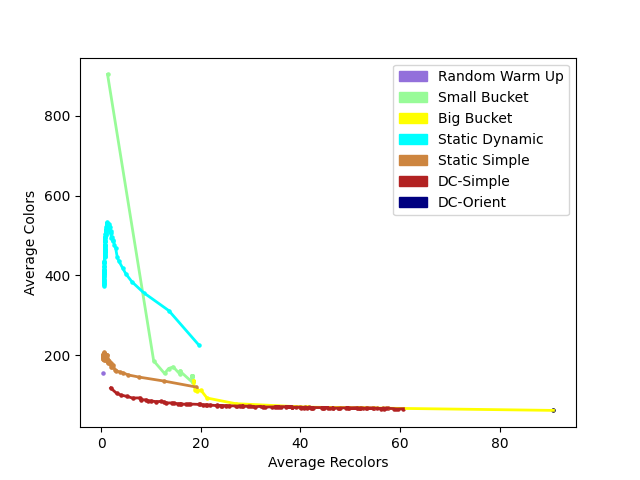 Random Warm Up
Small Bucket
Big Bucket
Static Dynamic
Static Simple
DC-Simple
DC-Orient
800
600
400
200
Average Colors
0
20
40
60
80
Average Recolors